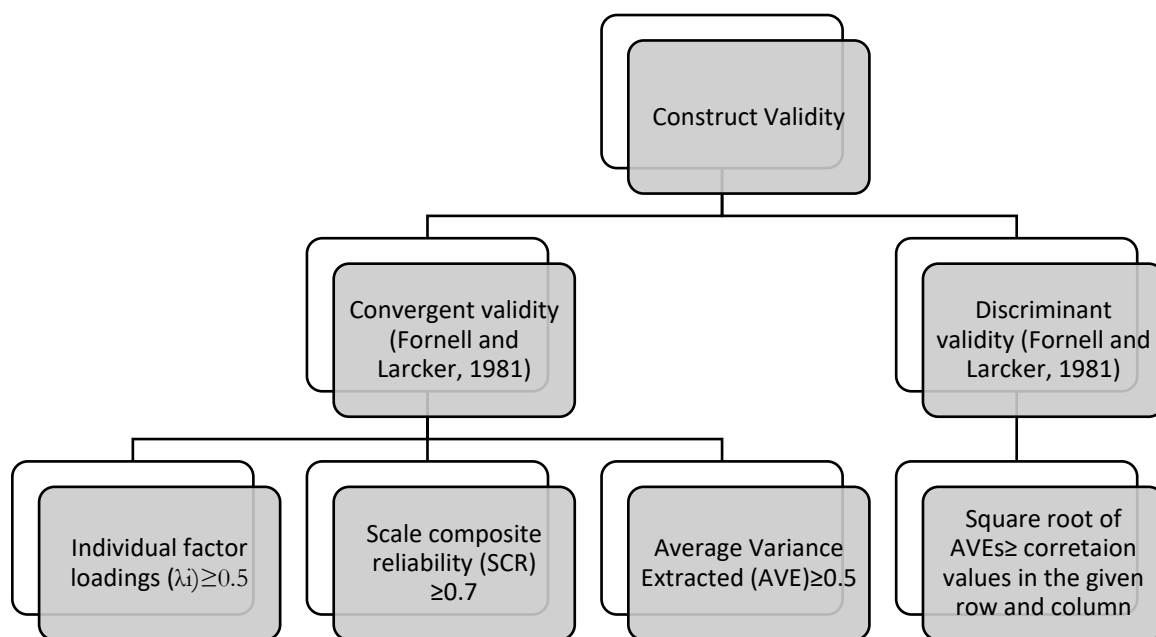 Construct Validity
Convergent validity
(Fornell and
Larcker, 1981)
Discriminant
validity (Fornell and
Larcker, 1981)
Individual factor
loadings (λi)≥0.5
Scale composite
reliability (SCR)
≥0.7
Average Variance
Extracted (AVE)≥0.5
Square root of
AVEs≥ corretaion
values in the given
row and column